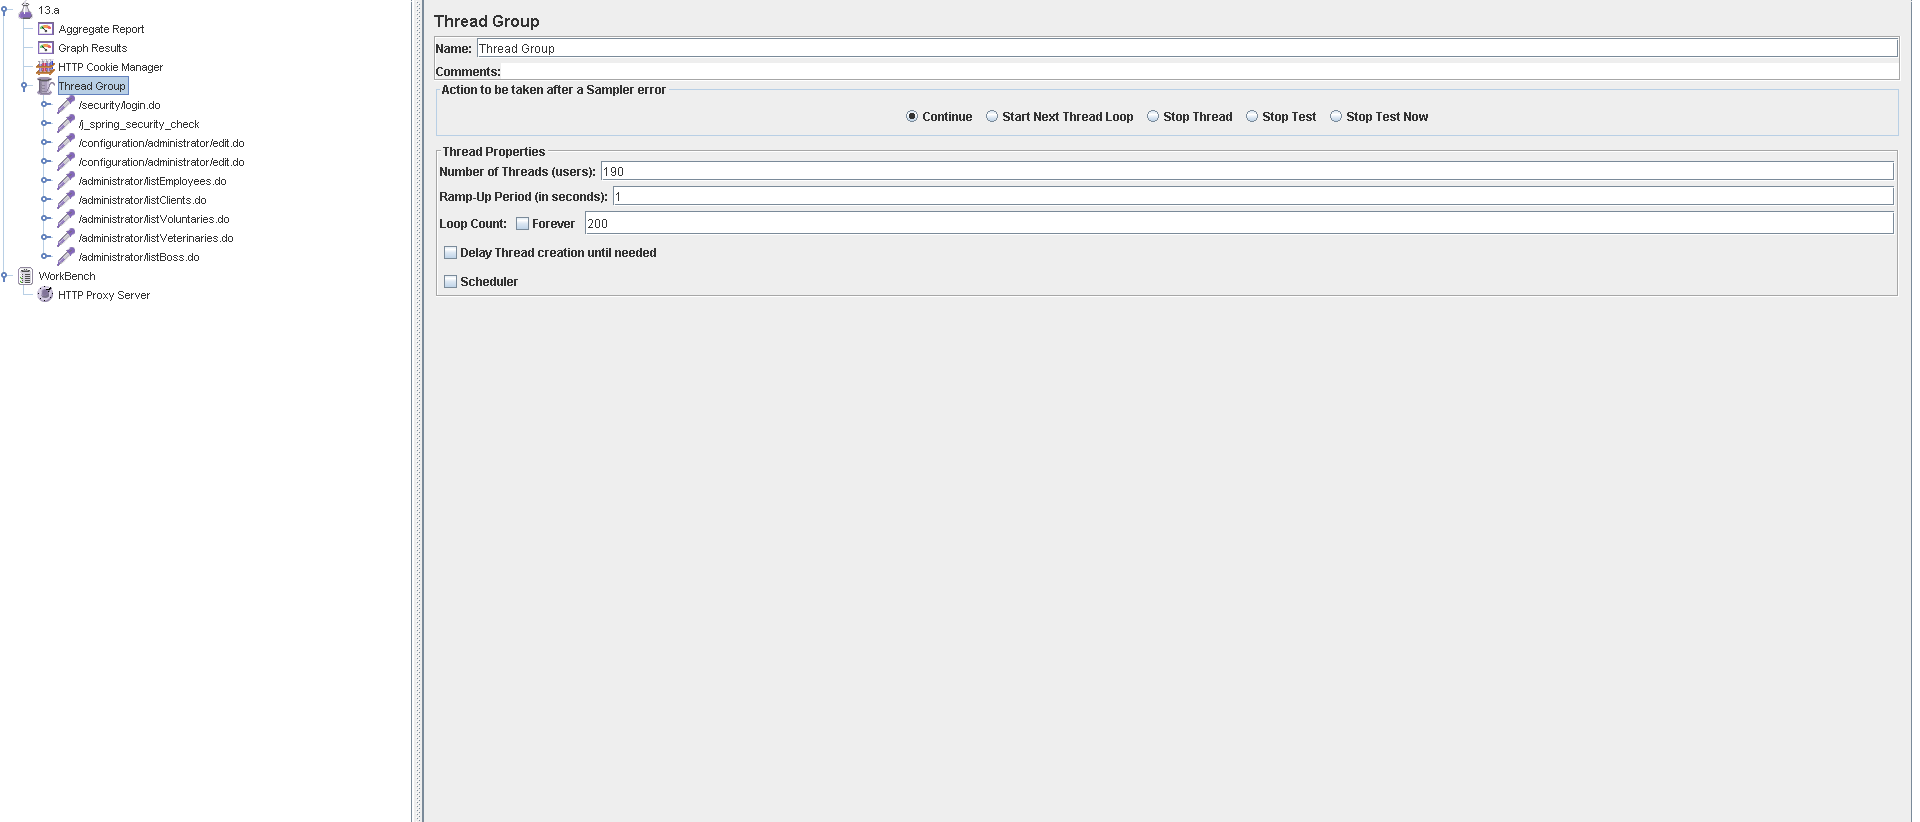 13.a
Aggregate Report
Graph Results
HTTP Cookie Manager
Thread Group
/security/login.do
/j_spring_security_check
/configuration/administrator/edit.do
/configuration/administrator/edit.do
/administrator/listEmployees.do
/administrator/listClients.do
/administrator/listVoluntaries.do
/administrator/listVeterinaries.do
/administrator/listBoss.do
WorkBench
HTTP Proxy Server
Thread Group
Name: Thread Group
Comments:
Action to be taken after a Sampler error
Continue Start Next Thread Loop Stop Thread Stop Test Stop Test Now
Thread Properties
Number of Threads (users): 190
Ramp-Up Period (in seconds): 1
Loop Count: Forever 200
Delay Thread creation until needed
Scheduler